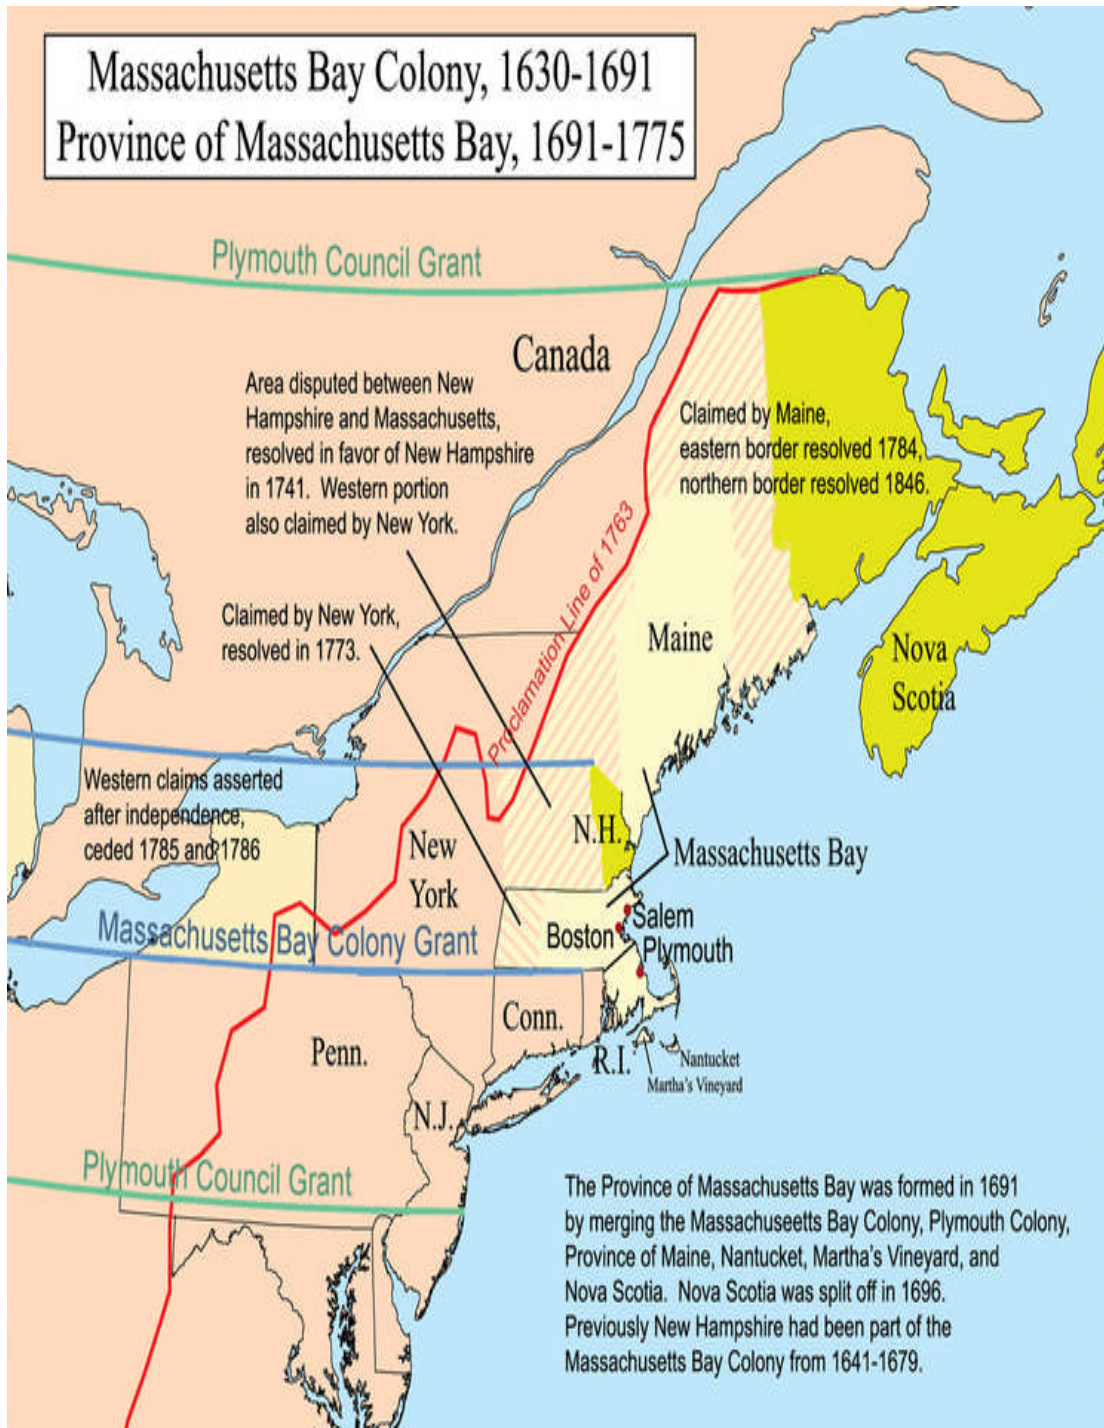 Massachusetts Bay Colony, 1630-1691
Province of Massachusetts Bay, 1691-1775
Plymouth Council Grant
Canada
Area disputed between New
Hampshire and Massachusetts,
resolved in favor of New Hampshire
in 1741. Western portion
also claimed by New York.
Claimed by Maine,
eastern border resolved 1784,
northern border resolved 1846.
Claimed by New York,
resolved in 1773.
Proclamation Line of 1763
Maine
Nova
Scotia
Western claims asserted
after independence,
ceded 1785 and 1786
New
York
N.H.
Massachusetts Bay
Massachusetts Bay Colony Grant
Salem
Boston
Plymouth
Conn.
Penn.
R.I.
Nantucket
Martha's Vineyard
N.J.
Plymouth Council Grant
The Province of Massachusetts Bay was formed in 1691
by merging the Massachuseetts Bay Colony, Plymouth Colony,
Province of Maine, Nantucket, Martha's Vineyard, and
Nova Scotia. Nova Scotia was split off in 1696.
Previously New Hampshire had been part of the
Massachusetts Bay Colony from 1641-1679.